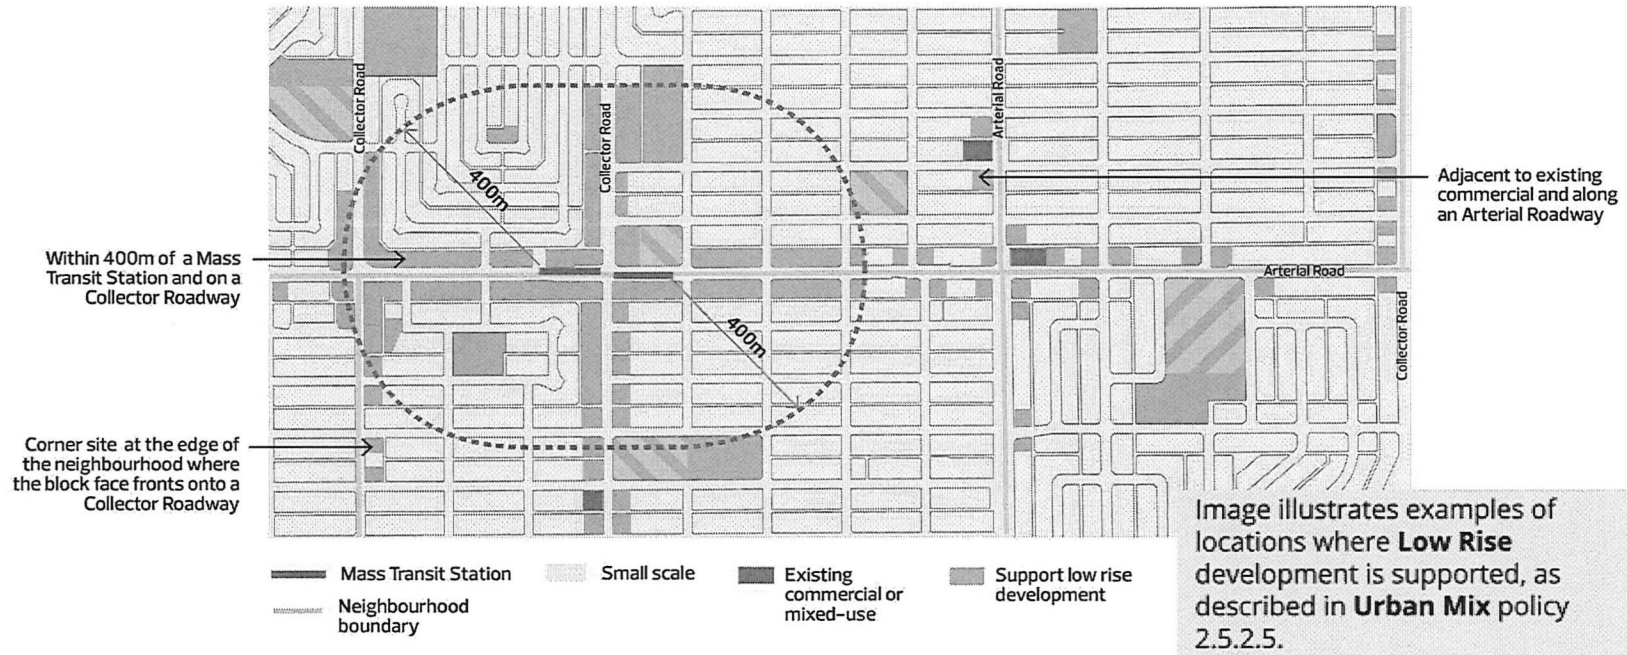 Collector Road
Collector Road
Arterial Road
400m
Adjacent to existing
commercial and along
an Arterial Roadway
Within 400m of a Mass
Transit Station and on a
Collector Roadway
Arterial Road
400m
Collector Road
Corner site at the edge of
the neighbourhood where
the block face fronts onto a
Collector Roadway
Mass Transit Station
Neighbourhood
boundary
Small scale
Existing
commercial or
mixed-use
Support low rise
development
Image illustrates examples of
locations where Low Rise
development is supported, as
described in Urban Mix policy
2.5.2.5.